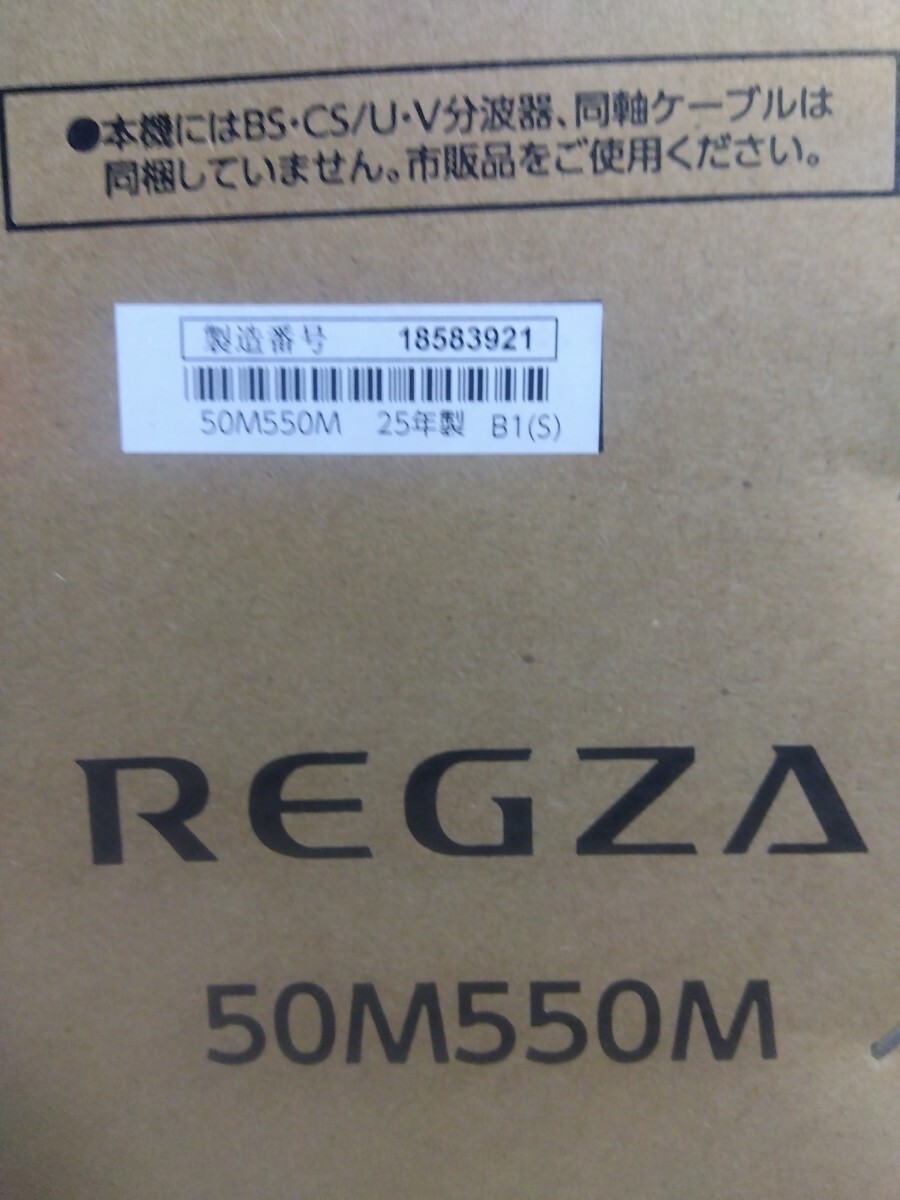 ●本機にはBS・CS/U・V分波器、同軸ケーブルは
同梱していません。市販品をご使用ください。
製造番号 18583921
50M550M 25年製 B1(S)
REGZA
50M550M